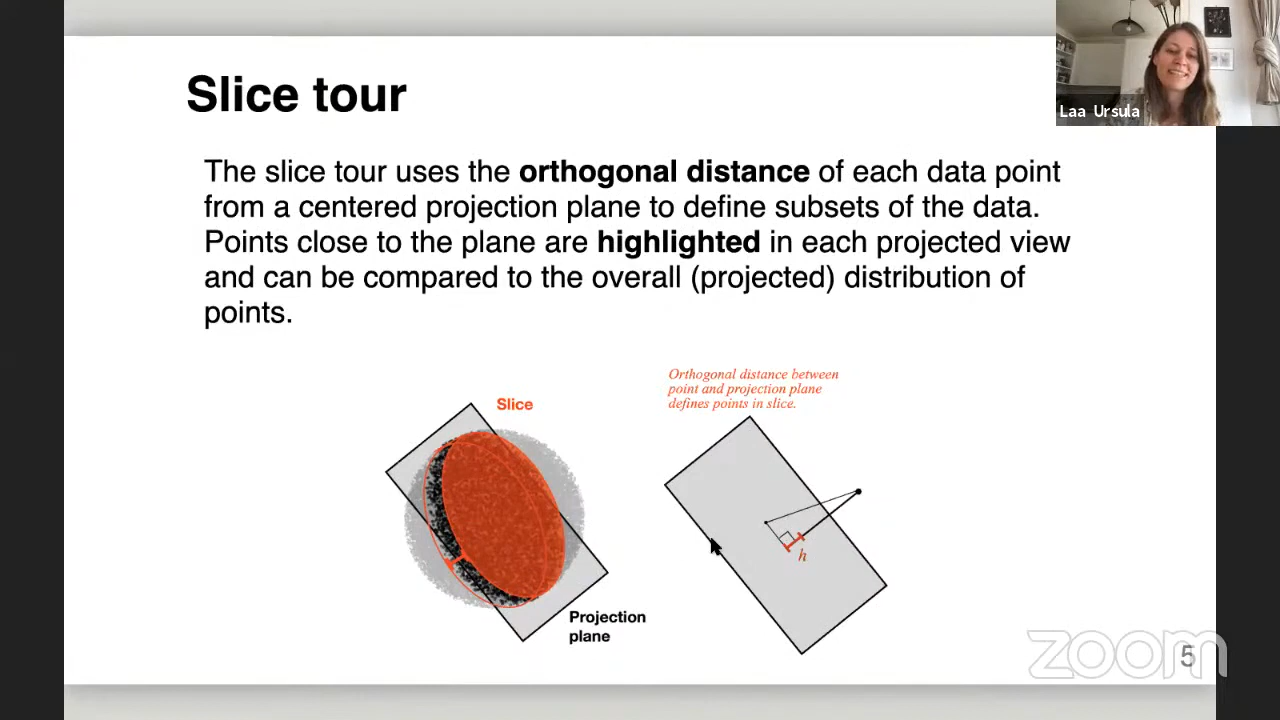 Slice tour
Laa Ursula
The slice tour uses the orthogonal distance of each data point
from a centered projection plane to define subsets of the data.
Points close to the plane are highlighted in each projected view
and can be compared to the overall (projected) distribution of
points.
Slice
Projection
plane
Orthogonal distance between
point and projection plane
defines points in slice.
h
zoom
5